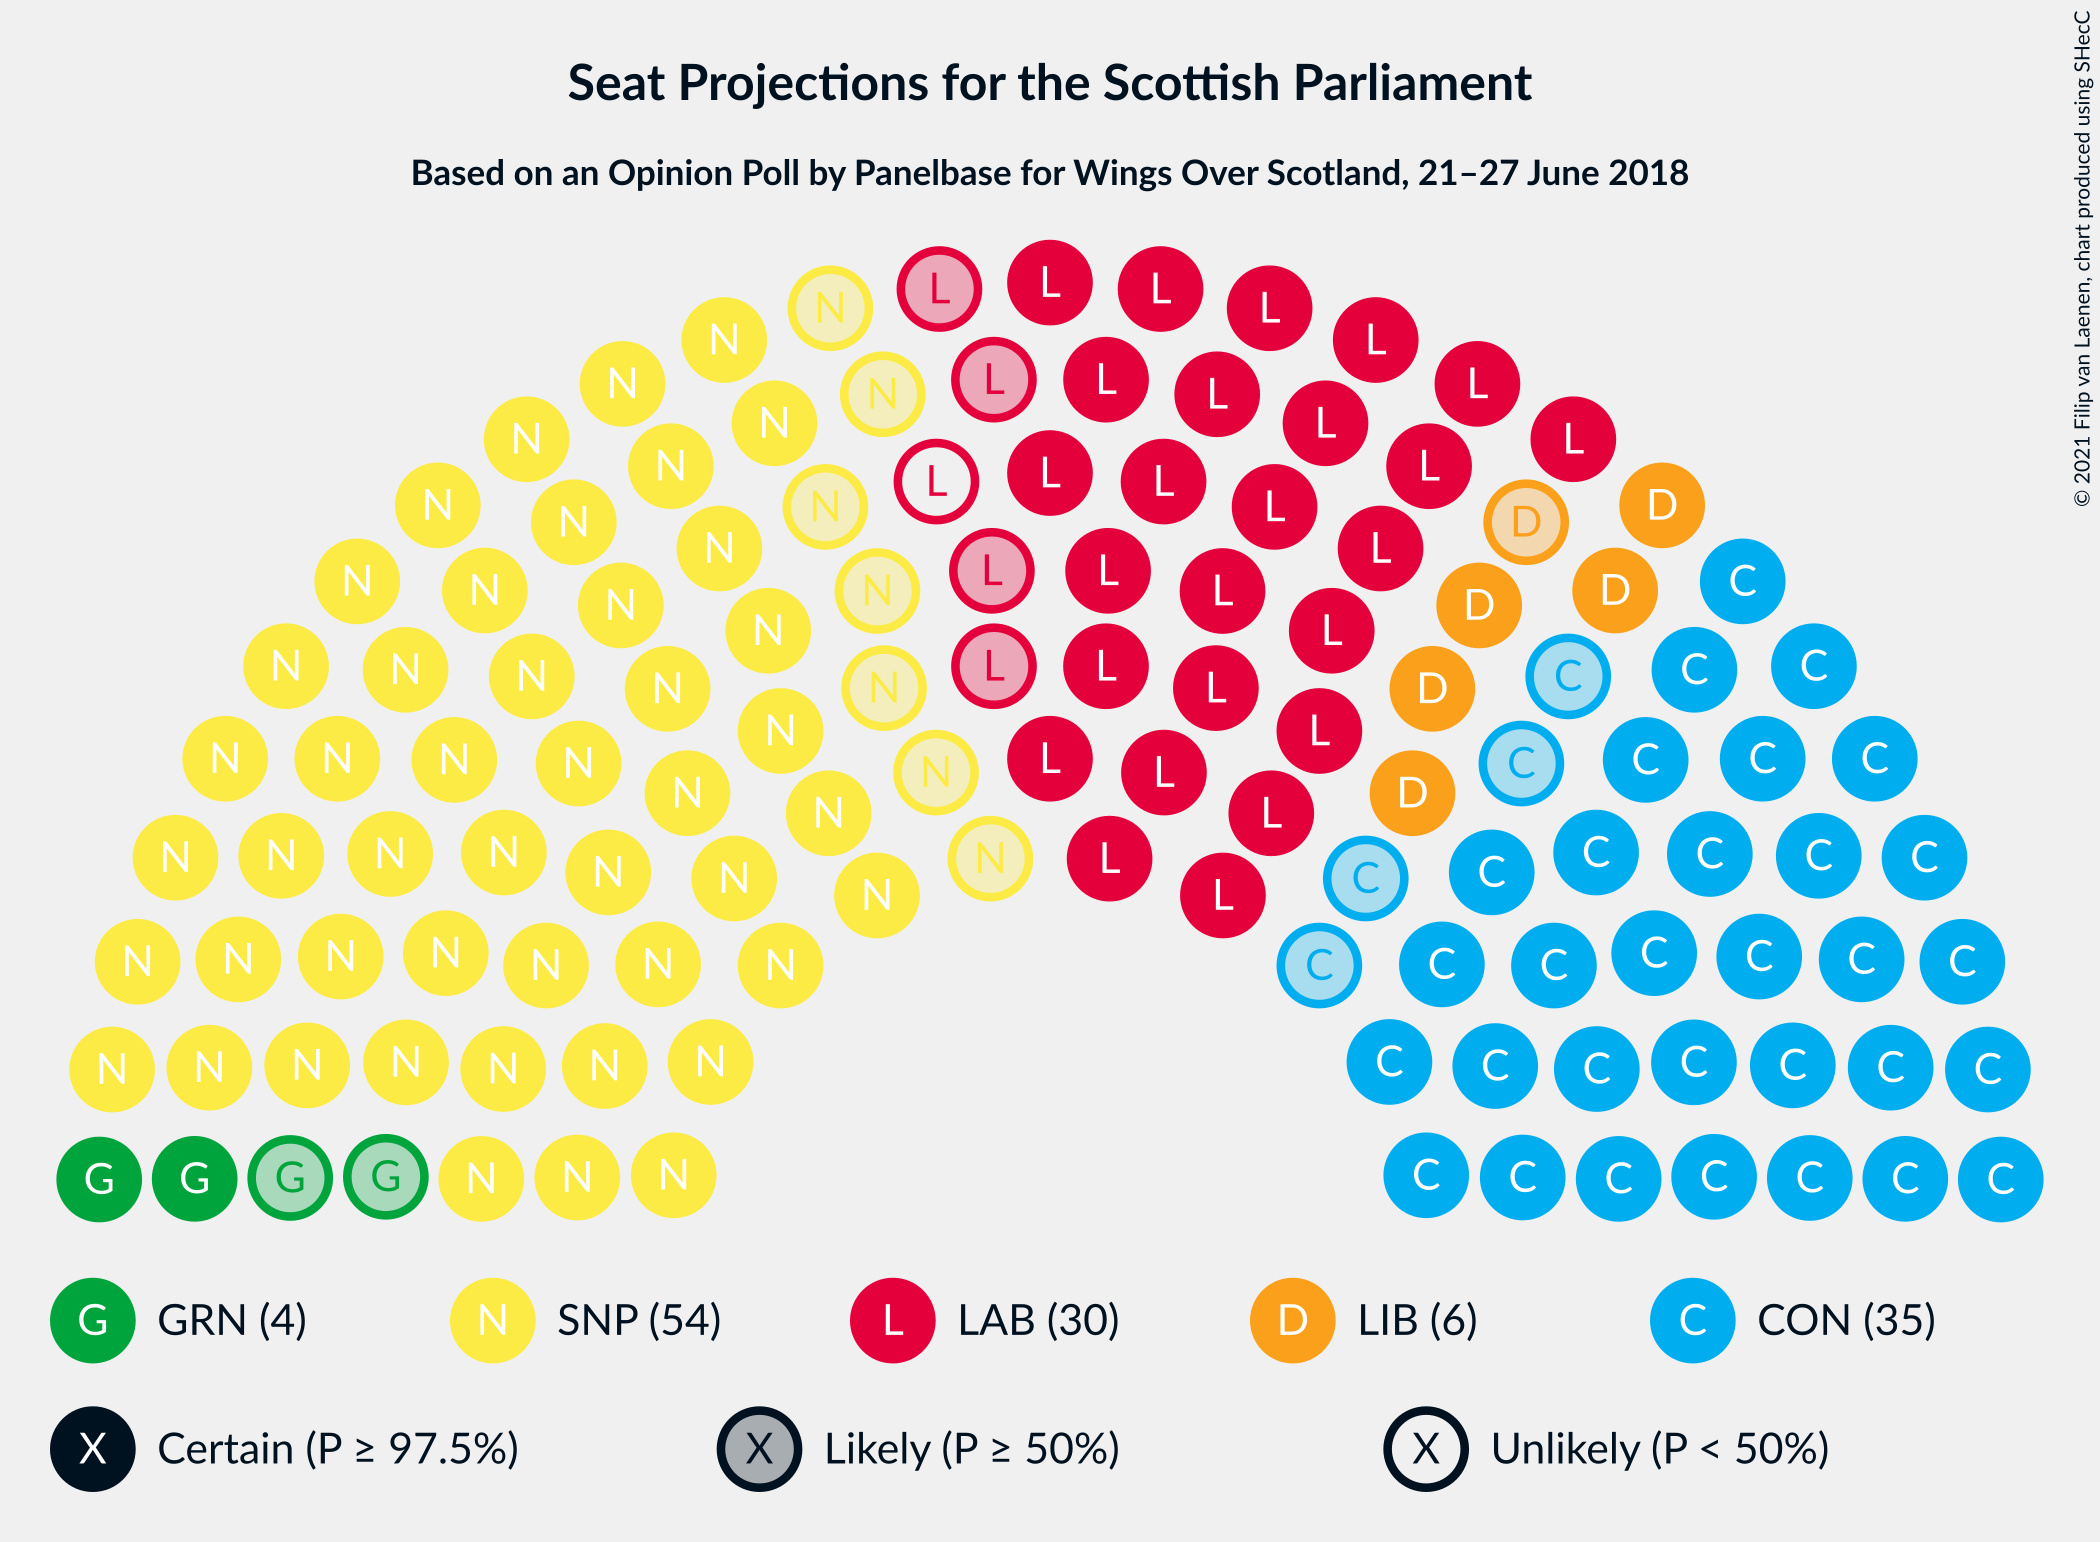 © 2021 Filip van Laenen, chart produced using SHecC
Seat Projections for the Scottish Parliament
Based on an Opinion Poll by Panelbase for Wings Over Scotland, 21–27 June 2018
N L L L L
N L
N N L L L L
N N L L
N L L L L
N N N L D D
N L
N N N N L L L D D C
N L
N N N N N L L L D C C C
N L
N N N N N N L L D C C C C
N L
N N N N N N N N L L C C C C C C
N N N N N N N C C C C C C C
N N N N N N N C C C C C C C
G G G G N N N C C C C C C C
G GRN (4) N SNP (54) L LAB (30) D LIB (6) C CON (35)
X Certain (P ≥ 97.5%) X Likely (P ≥ 50%) X Unlikely (P < 50%)